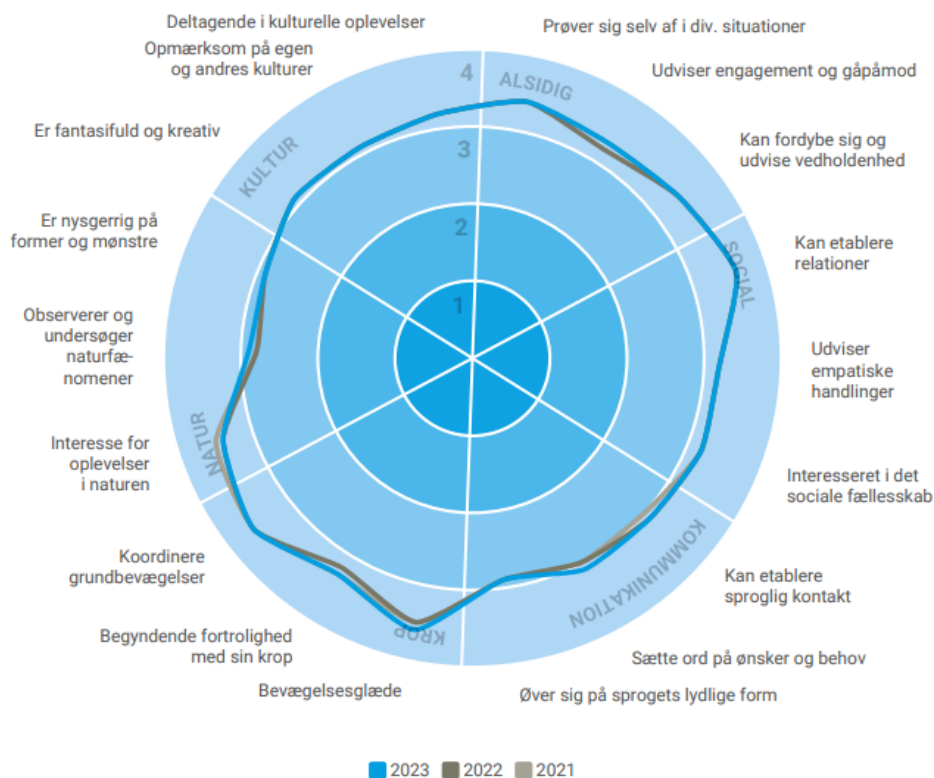 Deltagende i kulturelle oplevelser
Prøver sig selv af i div. situationer
Opmærksom på egen
og andres kulturer
Udviser engagement og gåpåmod
4
ALSIDIG
Er fantasifuld og kreativ
KULTUR
3
Kan fordybe sig og
udvise vedholdenhed
Er nysgerrig på
former og mønstre
2
Kan etablere
relationer
SOCIAL
1
Observerer og
undersøger
naturfæ-
nomener
Udviser
empatiske
handlinger
NATUR
Interesse for
oplevelser
i naturen
Interesseret i det
sociale fællesskab
KOMMUNIKATION
Koordinere
grundbevægelser
Kan etablere
sproglig kontakt
KROP
Begyndende fortrolighed
med sin krop
Sætte ord på ønsker og behov
Bevægelsesglæde
Øver sig på sprogets lydlige form
2023 2022 2021